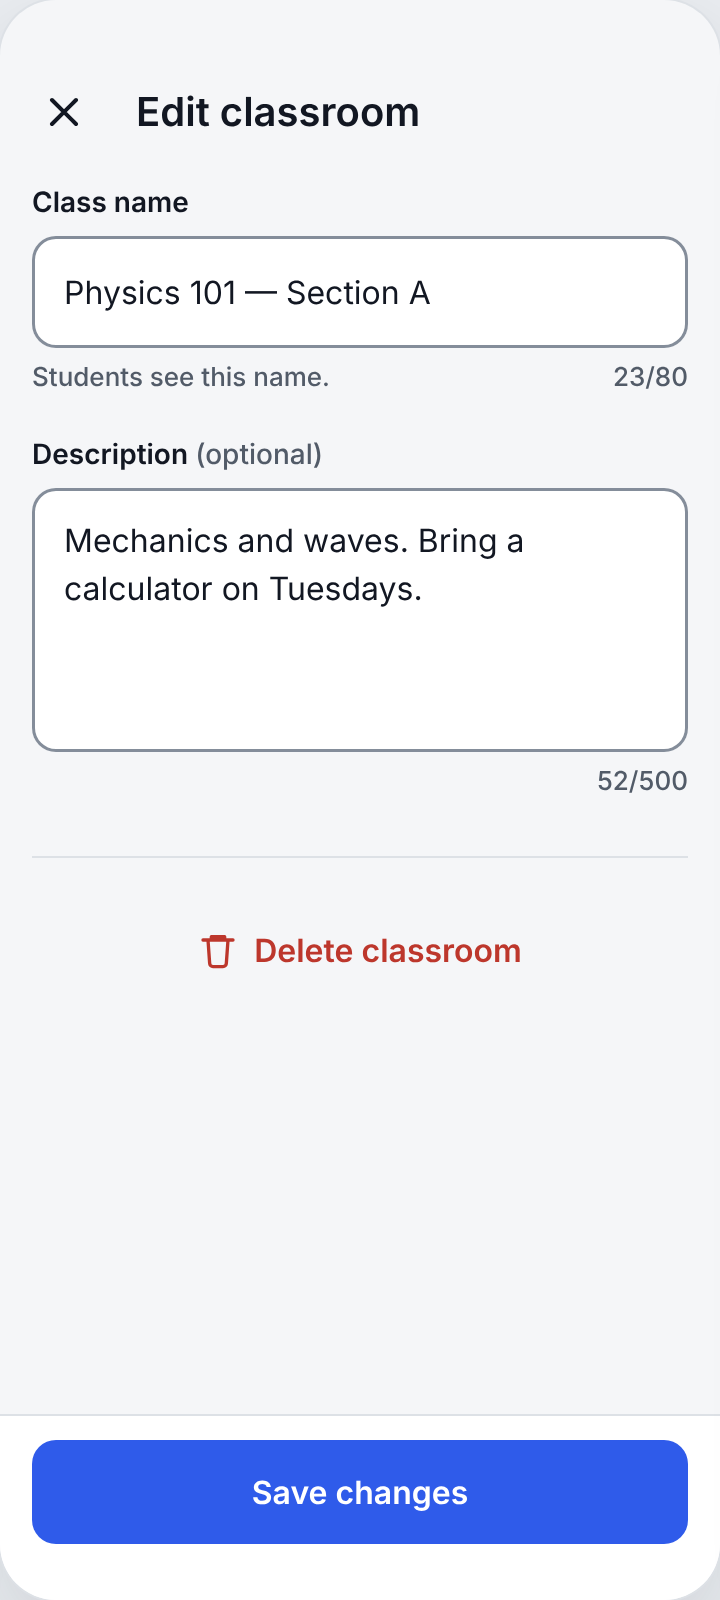 Edit classroom
Class name
Physics 101 — Section A
Students see this name. 23/80
Description (optional)
Mechanics and waves. Bring a
calculator on Tuesdays.
52/500
Delete classroom
Save changes